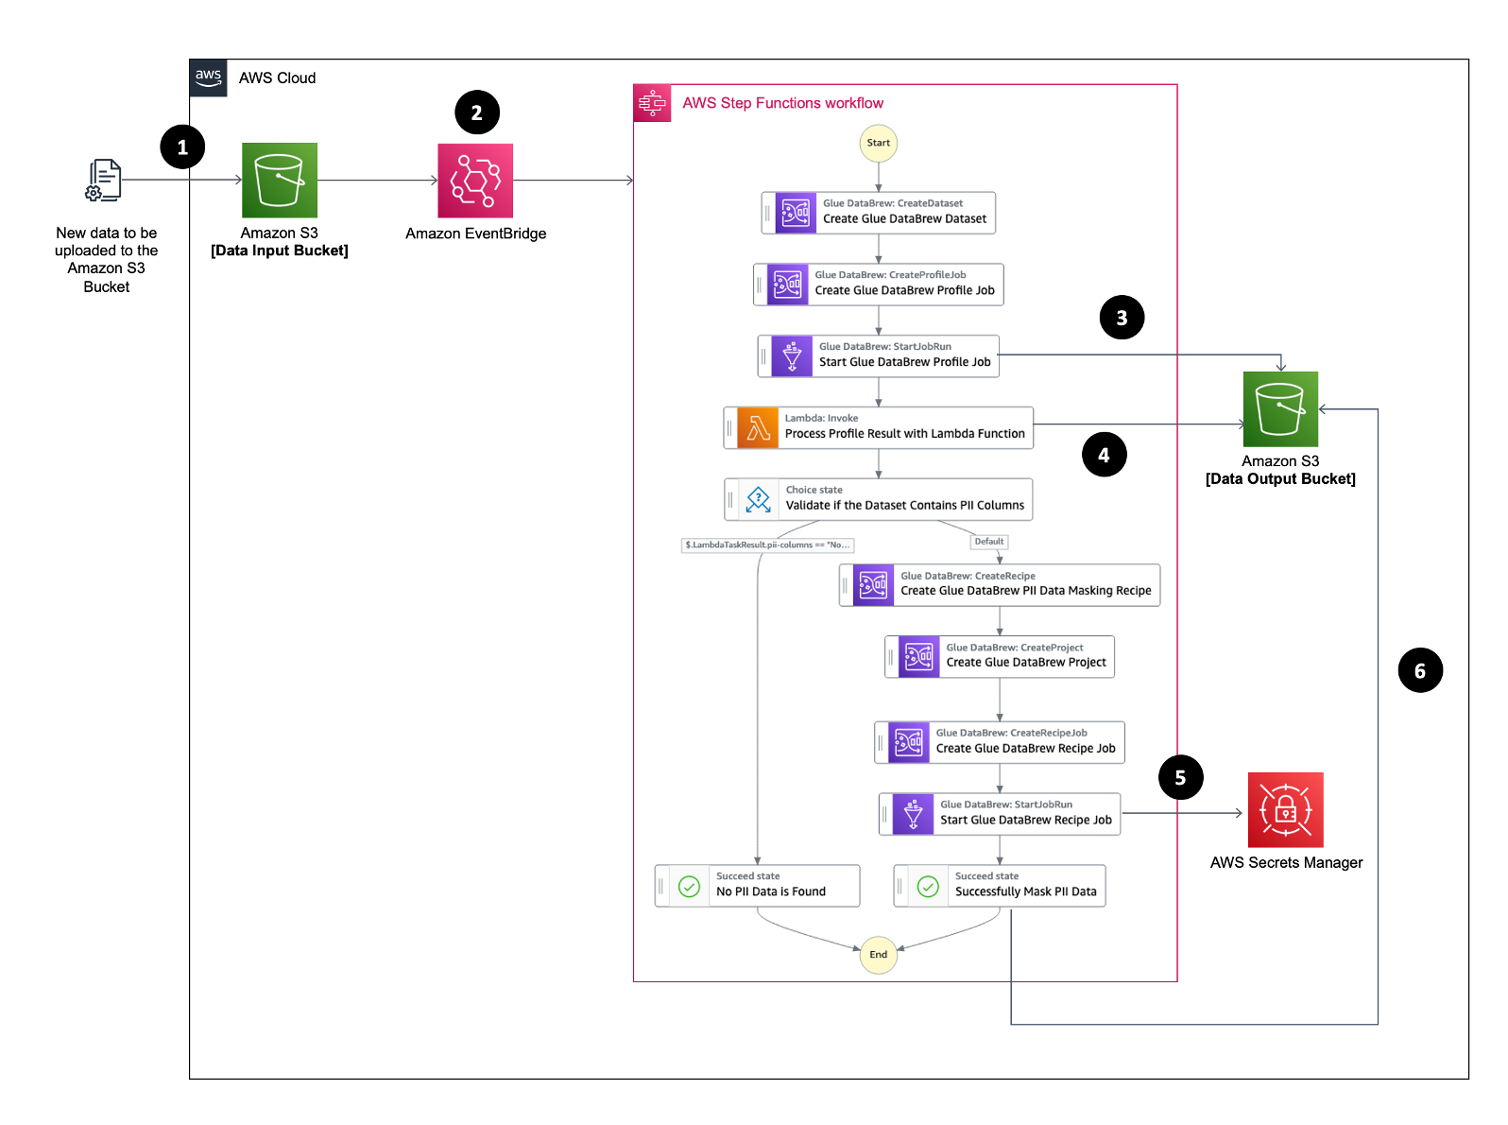 aws
AWS Cloud
1
2
New data to be
uploaded to the
Amazon S3
Bucket
Amazon S3
[Data Input Bucket]
Amazon EventBridge
AWS Step Functions workflow
Start
Glue DataBrew: CreateDataset
Create Glue DataBrew Dataset
Glue DataBrew: CreateProfileJob
Create Glue DataBrew Profile Job
Glue DataBrew: StartJobRun
Start Glue DataBrew Profile Job
3
Lambda: Invoke
Process Profile Result with Lambda Function
4
Amazon S3
[Data Output Bucket]
Choice state
Validate if the Dataset Contains PII Columns
$.LambdaTaskResult.pii-columns == "No...
Default
Glue DataBrew: CreateRecipe
Create Glue DataBrew PII Data Masking Recipe
Glue DataBrew: CreateProject
Create Glue DataBrew Project
6
Glue DataBrew: CreateRecipeJob
Create Glue DataBrew Recipe Job
5
Glue DataBrew: StartJobRun
Start Glue DataBrew Recipe Job
AWS Secrets Manager
Succeed state
No PII Data is Found
Succeed state
Successfully Mask PII Data
End